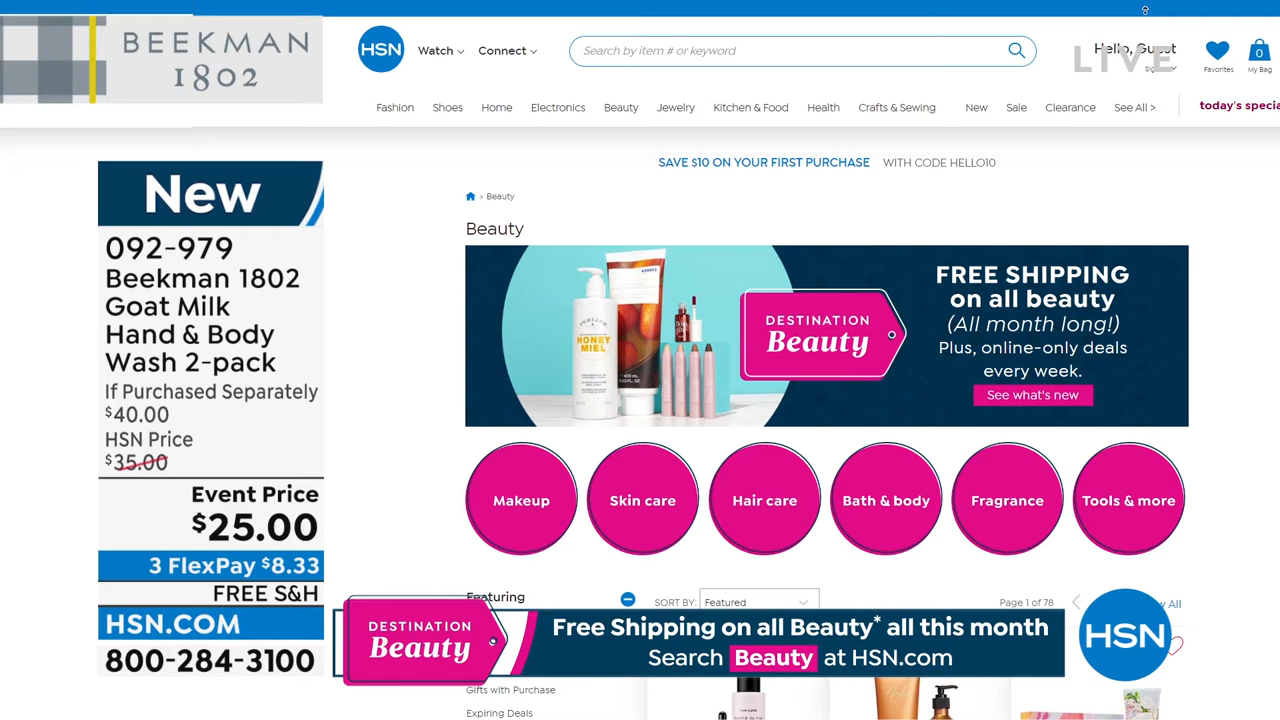 BEEKMAN
1802
HSN
Watch
Connect
Search by item # or keyword
Hello, Guest
LIVE
Favorites
0
My Bag
Fashion
Shoes
Home
Electronics
Beauty
Jewelry
Kitchen & Food
Health
Crafts & Sewing
New
Sale
Clearance
See All >
today's specia
SAVE $10 ON YOUR FIRST PURCHASE WITH CODE HELLO10
> Beauty
Beauty
New
092-979
Beekman 1802
Goat Milk
Hand & Body
Wash 2-pack
If Purchased Separately
$40.00
HSN Price
$35.00
Event Price
$25.00
3 FlexPay $8.33
FREE S&H
HSN.COM
800-284-3100
PERLIER
HONEY
MIEL
KORRES
DESTINATION
Beauty
FREE SHIPPING
on all beauty
(All month long!)
Plus, online-only deals
every week.
See what's new
Makeup
Skin care
Hair care
Bath & body
Fragrance
Tools & more
Featuring
SORT BY:
Featured
Page 1 of 78
w All
DESTINATION
Beauty
Free Shipping on all Beauty* all this month
Search Beauty at HSN.com
HSN
Gifts with Purchase
Expiring Deals